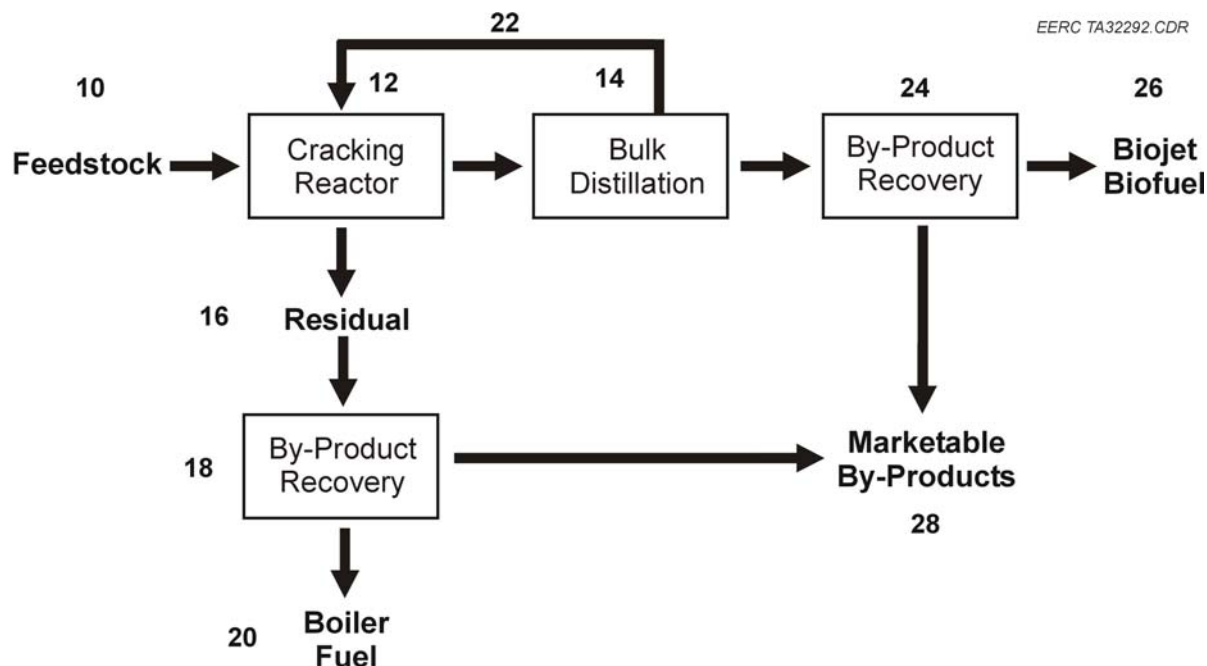 22
EERC TA32292.CDR
10
12
14
24
26
Feedstock
Cracking
Reactor
Bulk
Distillation
By-Product
Recovery
Biojet
Biofuel
16
Residual
18
By-Product
Recovery
Marketable
By-Products
28
20
Boiler
Fuel